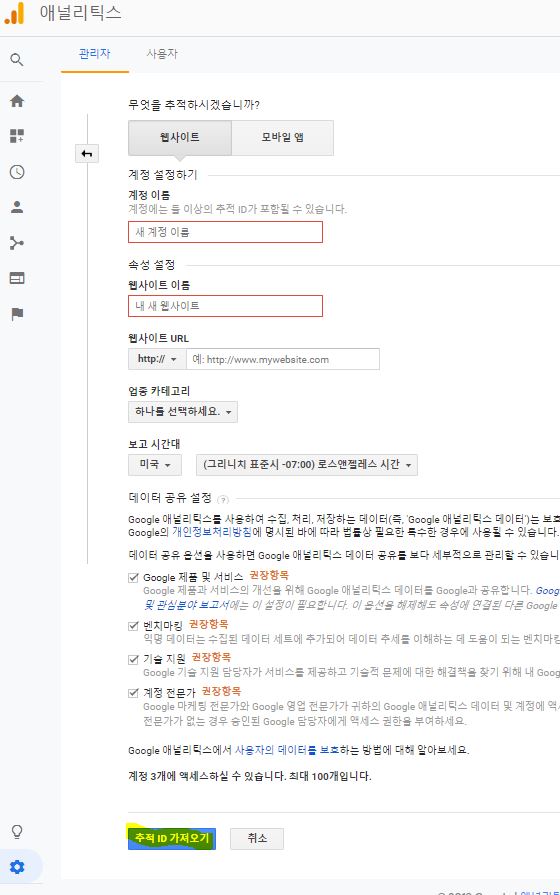 애널리틱스
관리자 사용자
무엇을 추적하시겠습니까?
웹사이트 모바일 앱
계정 설정하기
계정 이름
계정에는 둘 이상의 추적 ID가 포함될 수 있습니다.
새 계정 이름
속성 설정
웹사이트 이름
내 새 웹사이트
웹사이트 URL
http:// 예: http://www.mywebsite.com
업종 카테고리
하나를 선택하세요.
보고 시간대
미국 (그리니치 표준시 -07:00) 로스앤젤레스 시간
데이터 공유 설정 ?
Google 애널리틱스를 사용하여 수집, 처리, 저장하는 데이터(즉, 'Google 애널리틱스 데이터')는 보호
Google의 개인정보처리방침에 명시된 바에 따라 법률상 필요한 특수한 경우에 사용될 수 있습니다.
데이터 공유 옵션을 사용하면 Google 애널리틱스 데이터 공유를 보다 세부적으로 관리할 수 있습니
Google 제품 및 서비스 권장항목
Google 제품과 서비스의 개선을 위해 Google 애널리틱스 데이터를 Google과 공유합니다. Goog
및 관심분야 보고서에는 이 설정이 필요합니다. 이 옵션을 해제해도 속성에 연결된 다른 Google
벤치마킹 권장항목
익명 데이터는 수집된 데이터 세트에 추가되어 데이터 추세를 이해하는 데 도움이 되는 벤치마킹
기술 지원 권장항목
Google 기술 지원 담당자가 서비스를 제공하고 기술적 문제에 대한 해결책을 찾기 위해 내 Goog
계정 전문가 권장항목
Google 마케팅 전문가와 Google 영업 전문가가 귀하의 Google 애널리틱스 데이터 및 계정에 액세
전문가가 없는 경우 승인된 Google 담당자에게 액세스 권한을 부여하세요.
Google 애널리틱스에서 사용자의 데이터를 보호하는 방법에 대해 알아보세요.
계정 3개에 액세스하실 수 있습니다. 최대 100개입니다.
추적 ID 가져오기 취소